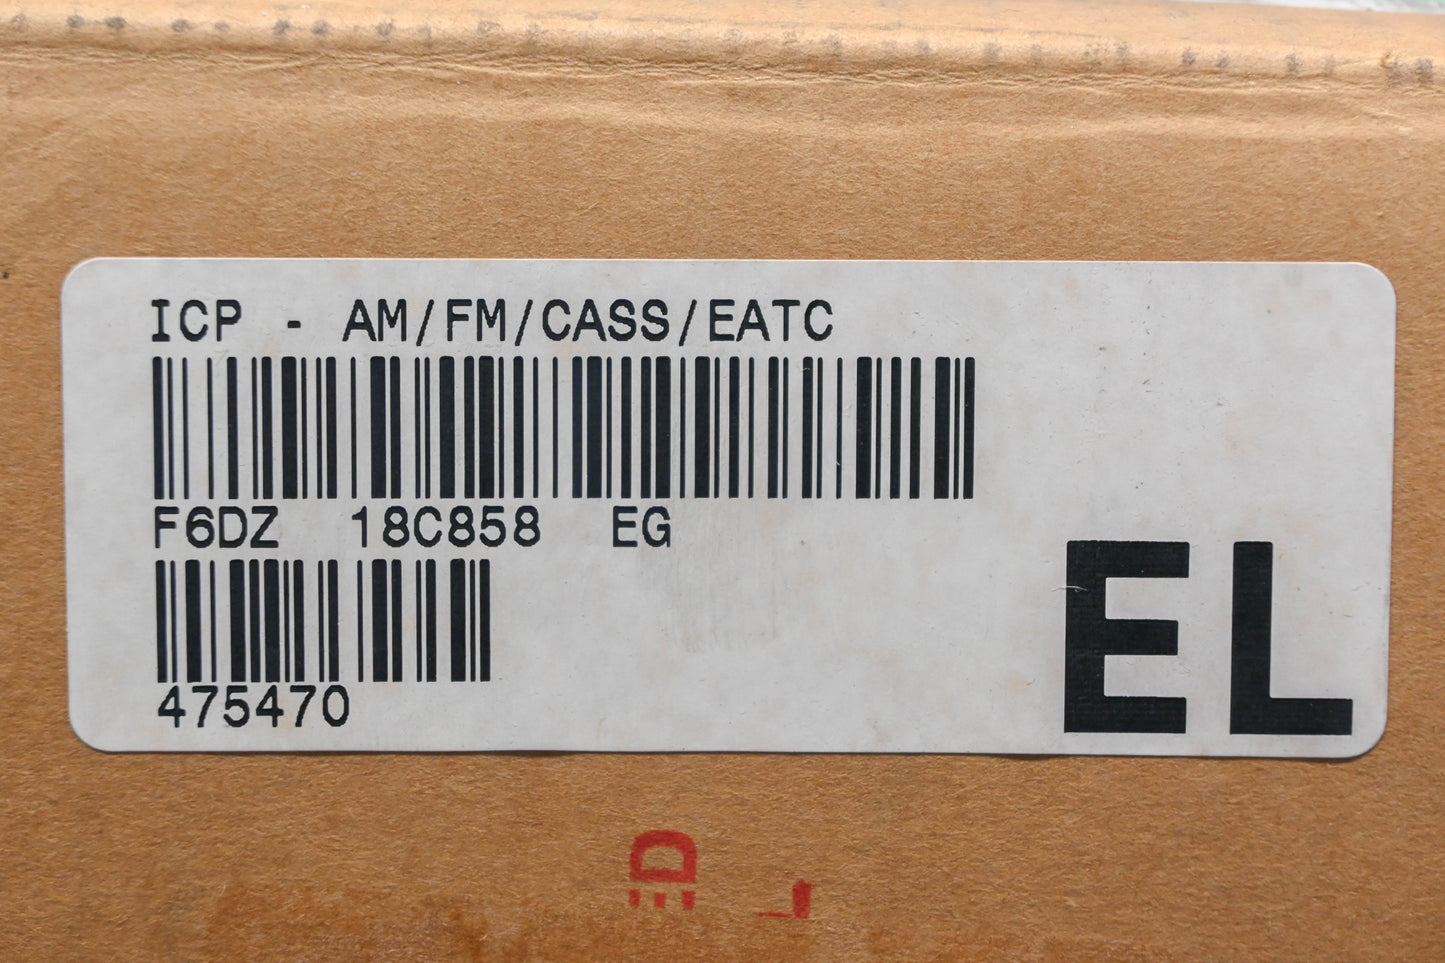 ICP - AM/FM/CASS/EATC
F6DZ 18C858 EG
475470
EL